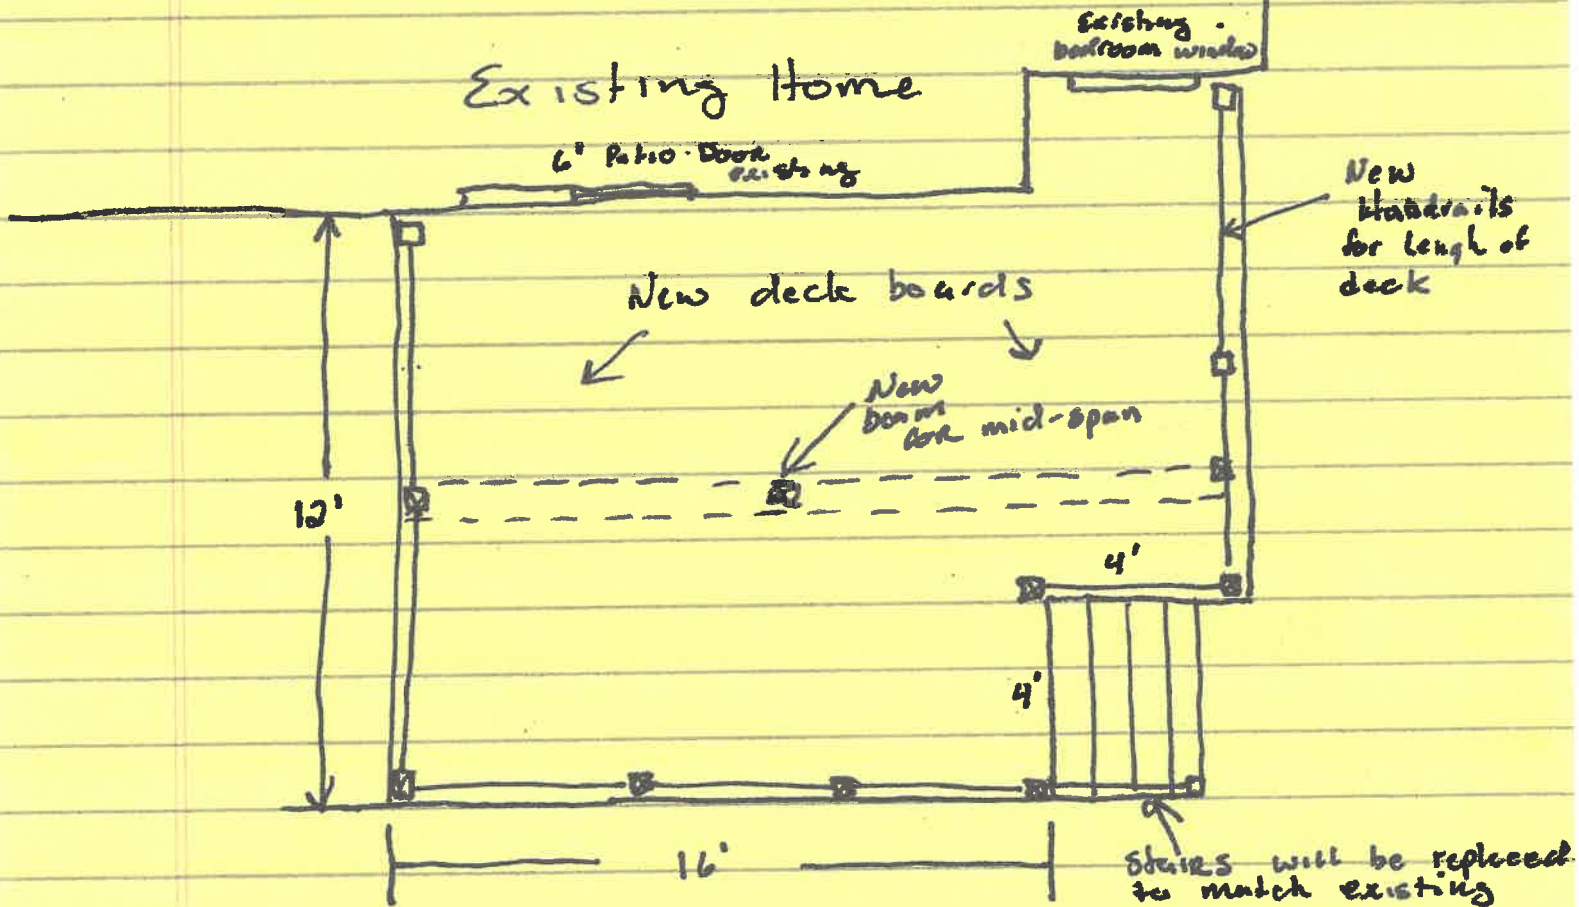 Existing
bedroom window
Existing Home
6' Patio Door
existing
New
Handrails
for lengh of
deck
New deck boards
New
beam
for mid-span
12'
4'
4'
16'
Stairs will be replaced
to match existing